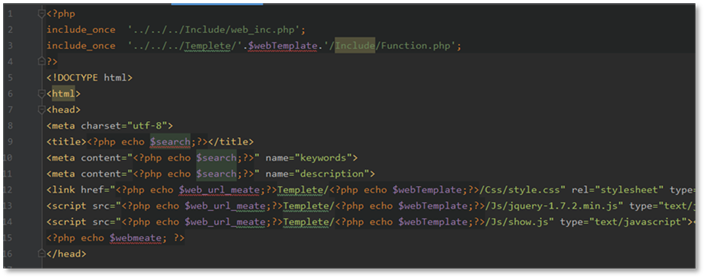 1 <?php
2 include_once '../../../Include/web_inc.php';
3 include_once '../../../Templete/'.$webTemplate.'/Include/Function.php';
4 ?>
5 <!DOCTYPE html>
6 <html>
7 <head>
8 <meta charset="utf-8">
9 <title><?php echo $search;?></title>
10 <meta content="<?php echo $search;?>" name="keywords">
11 <meta content="<?php echo $search;?>" name="description">
12 <link href="<?php echo $web_url_meate;?>Templete/<?php echo $webTemplate;?>/Css/style.css" rel="stylesheet" type=
13 <script src="<?php echo $web_url_meate;?>Templete/<?php echo $webTemplate;?>/Js/jquery-1.7.2.min.js" type="text/j
14 <script src="<?php echo $web_url_meate;?>Templete/<?php echo $webTemplate;?>/Js/show.js" type="text/javascript"><
15 <?php echo $webmeate; ?>
16 </head>